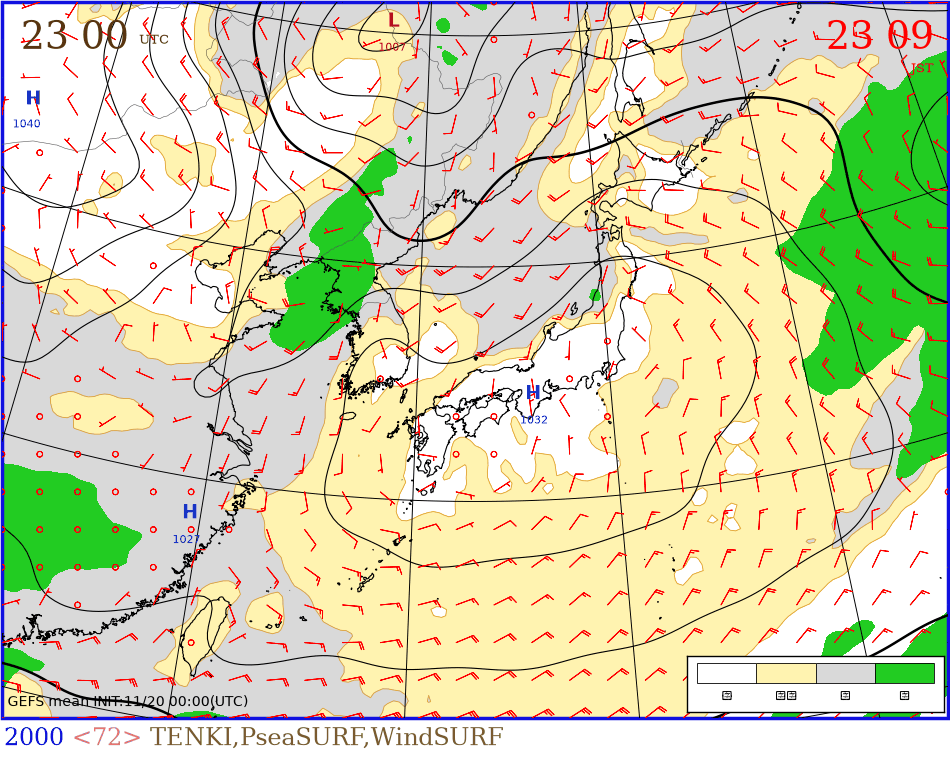 23 00 UTC
23 09
JST
L
1007
H
1040
H
1032
H
1027
GEFS mean INIT:11/20 00:00(UTC)
2000 <72> TENKI,PseaSURF,WindSURF